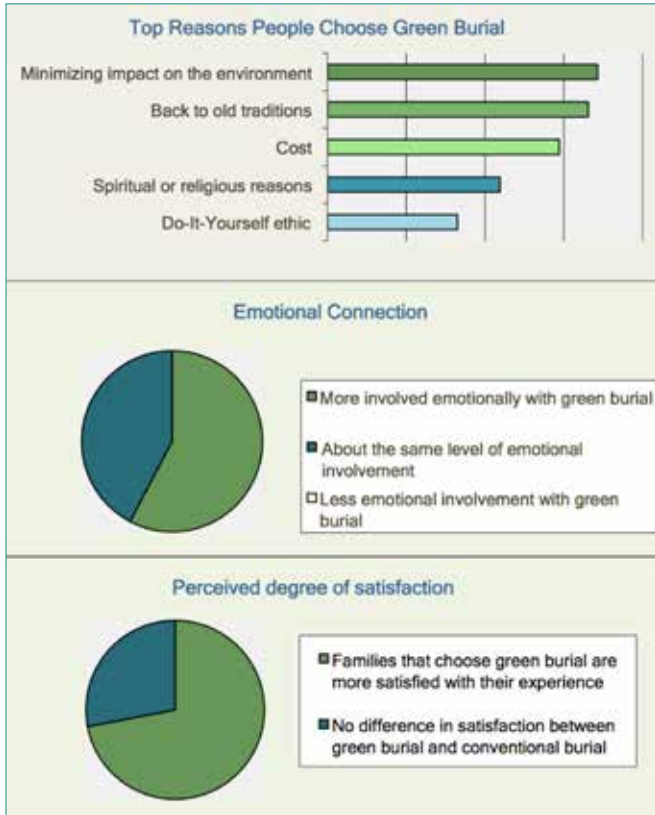 Top Reasons People Choose Green Burial
Minimizing impact on the environment
Back to old traditions
Cost
Spiritual or religious reasons
Do-It-Yourself ethic
Emotional Connection
More involved emotionally with green burial
About the same level of emotional
involvement
Less emotional involvement with green
burial
Perceived degree of satisfaction
Families that choose green burial are
more satisfied with their experience
No difference in satisfaction between
green burial and conventional burial